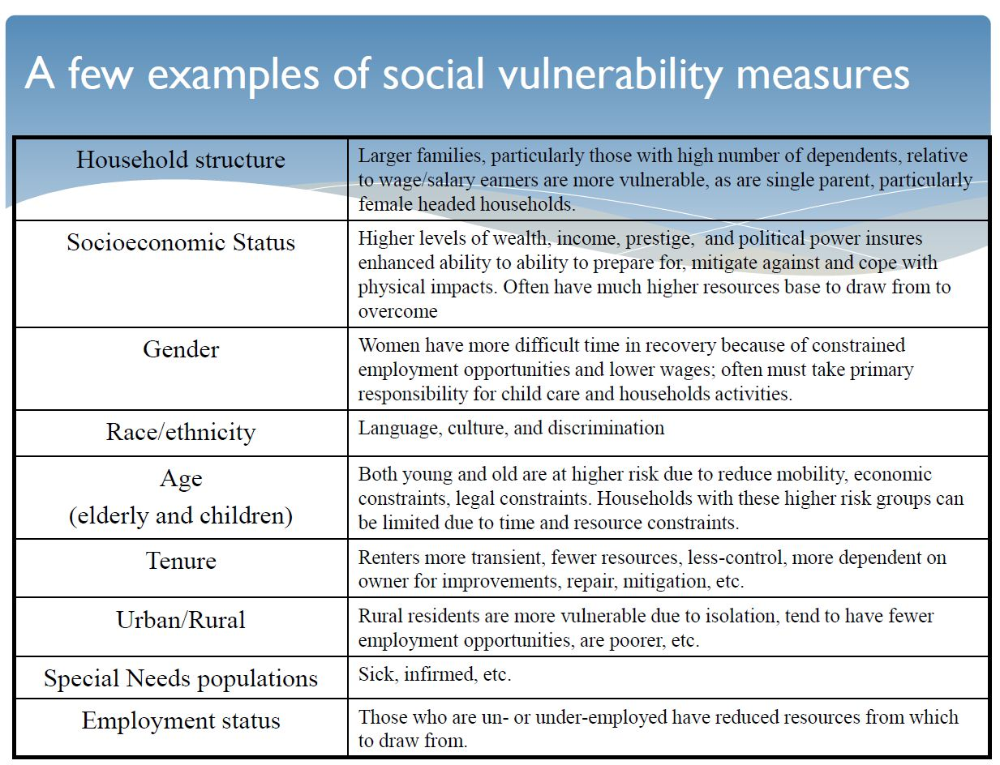 A few examples of social vulnerability measures
Household structure
Larger families, particularly those with high number of dependents, relative
to wage/salary earners are more vulnerable, as are single parent, particularly
female headed households.
Socioeconomic Status
Higher levels of wealth, income, prestige,  and political power insures
enhanced ability to ability to prepare for, mitigate against and cope with
physical impacts. Often have much higher resources base to draw from to
overcome
Gender
Women have more difficult time in recovery because of constrained
employment opportunities and lower wages; often must take primary
responsibility for child care and households activities.
Race/ethnicity
Language, culture, and discrimination
Age
(elderly and children)
Both young and old are at higher risk due to reduce mobility, economic
constraints, legal constraints. Households with these higher risk groups can
be limited due to time and resource constraints.
Tenure
Renters more transient, fewer resources, less-control, more dependent on
owner for improvements, repair, mitigation, etc.
Urban/Rural
Rural residents are more vulnerable due to isolation, tend to have fewer
employment opportunities, are poorer, etc.
Special Needs populations
Sick, infirmed, etc.
Employment status
Those who are un- or under-employed have reduced resources from which
to draw from.